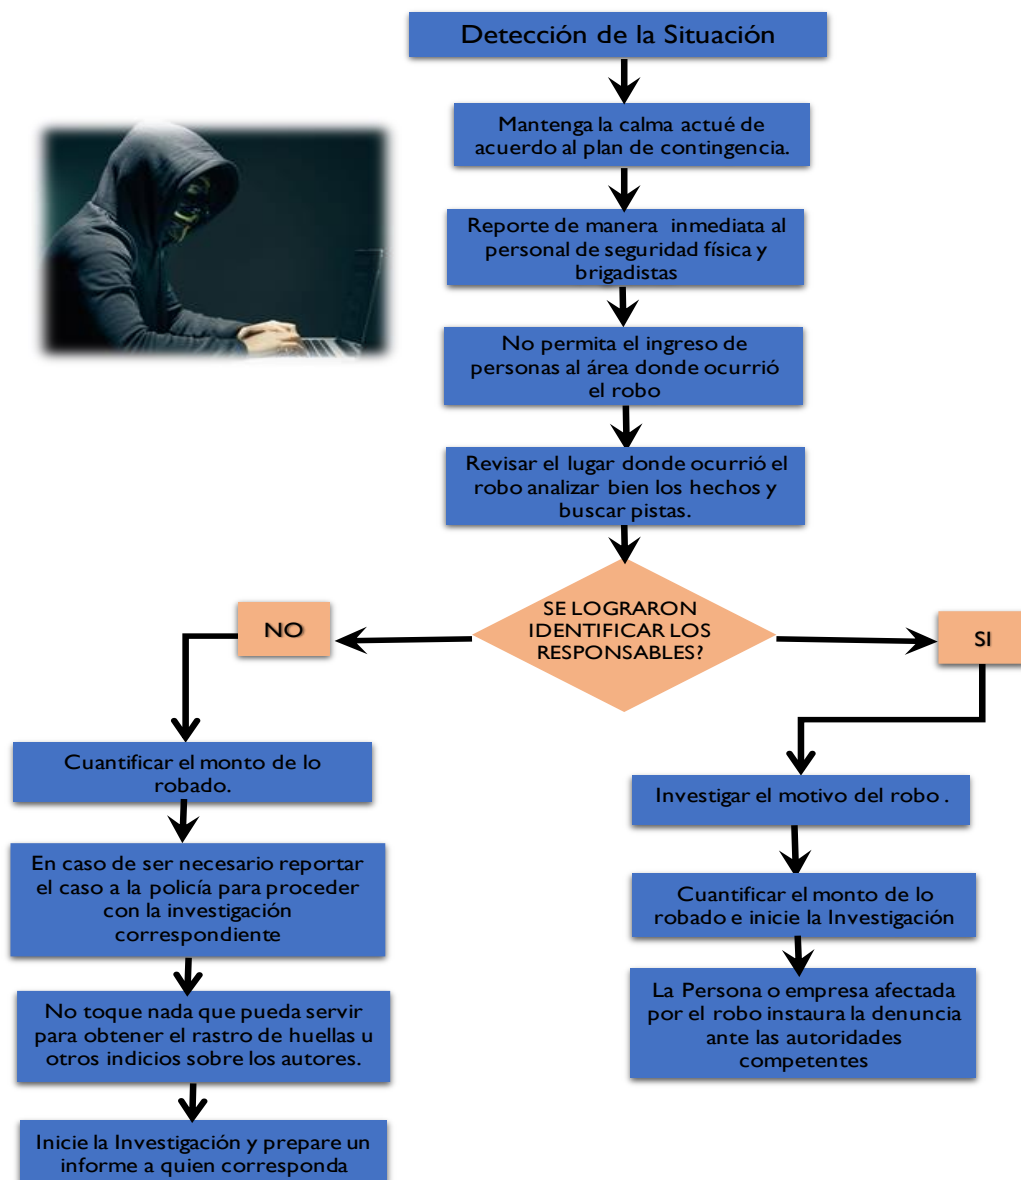 Detección de la Situación
Mantenga la calma actué de
acuerdo al plan de contingencia.
Reporte de manera inmediata al
personal de seguridad física y
brigadistas
No permita el ingreso de
personas al área donde ocurrió
el robo
Revisar el lugar donde ocurrió el
robo analizar bien los hechos y
buscar pistas.
SE LOGRARON
IDENTIFICAR LOS
RESPONSABLES?
NO
Cuantificar el monto de lo
robado.
En caso de ser necesario reportar
el caso a la policía para proceder
con la investigación
correspondiente
No toque nada que pueda servir
para obtener el rastro de huellas u
otros indicios sobre los autores.
Inicie la Investigación y prepare un
informe a quien corresponda
SI
Investigar el motivo del robo .
Cuantificar el monto de lo
robado e inicie la Investigación
La Persona o empresa afectada
por el robo instaura la denuncia
ante las autoridades
competentes